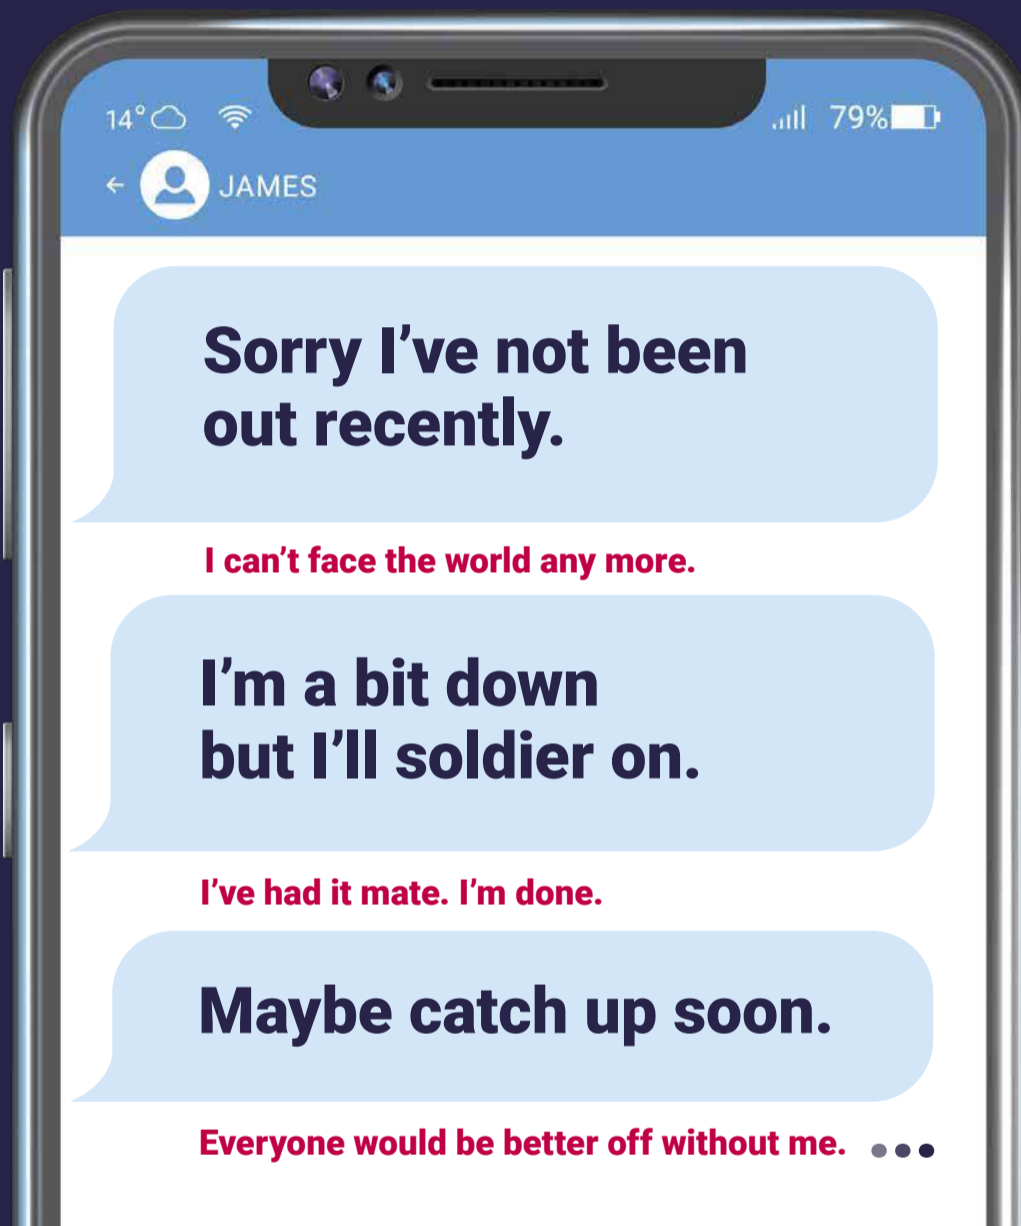 14°
79%
JAMES
Sorry I’ve not been
out recently.
I can’t face the world any more.
I’m a bit down
but I’ll soldier on.
I’ve had it mate. I’m done.
Maybe catch up soon.
Everyone would be better off without me.